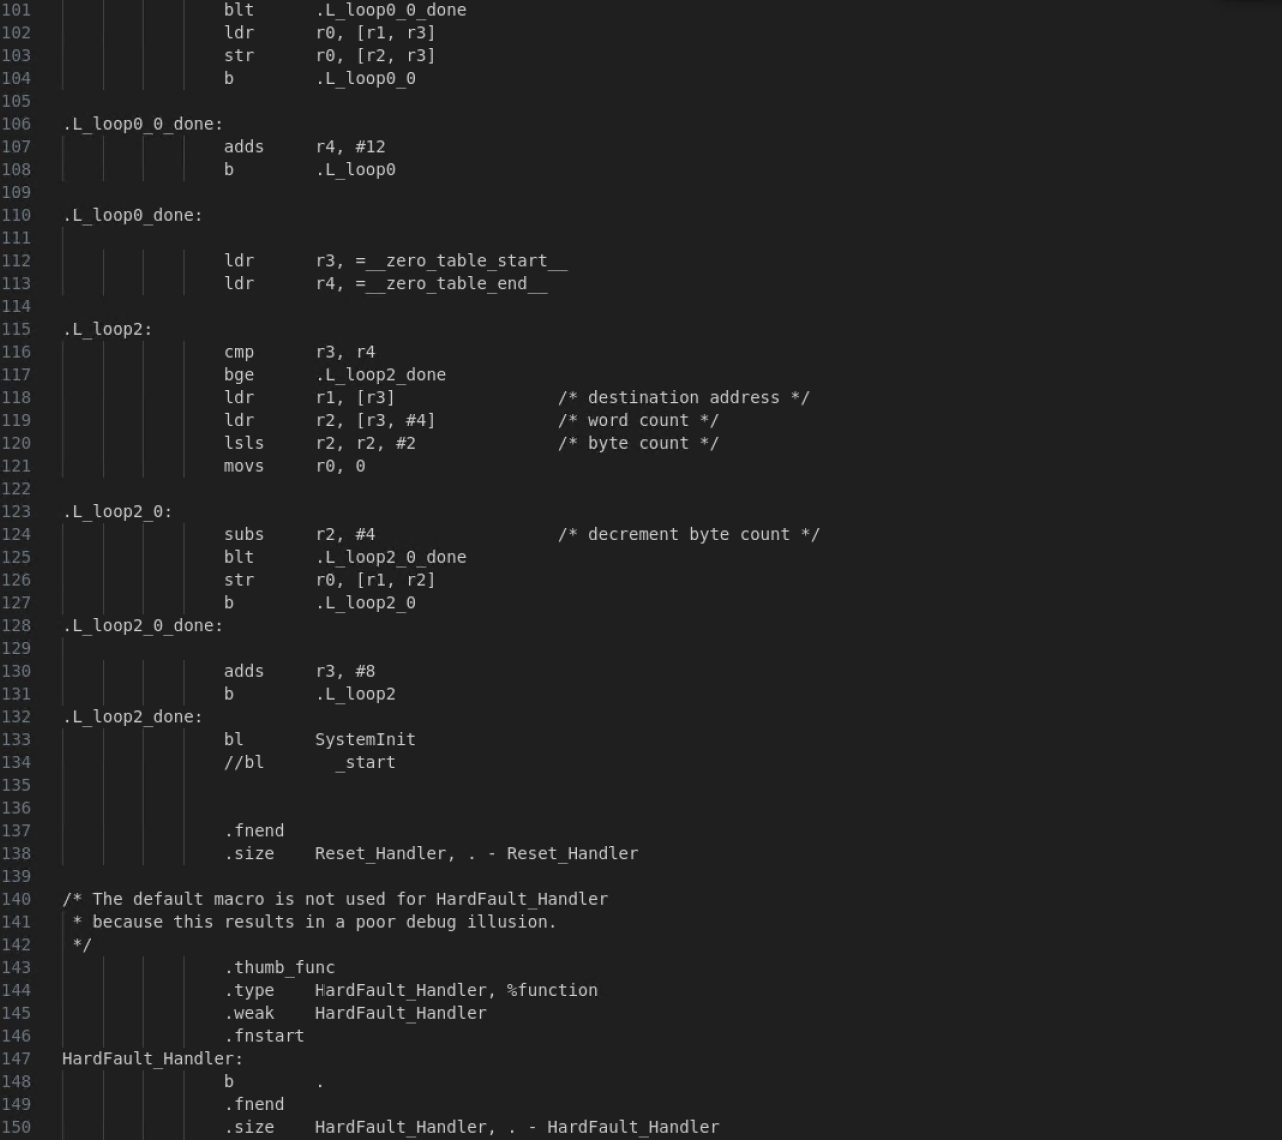 101 blt .L_loop0_0_done
102 ldr r0, [r1, r3]
103 str r0, [r2, r3]
104 b .L_loop0_0
105
106 .L_loop0_0_done:
107 adds r4, #12
108 b .L_loop0
109
110 .L_loop0_done:
111
112 ldr r3, =__zero_table_start__
113 ldr r4, =__zero_table_end__
114
115 .L_loop2:
116 cmp r3, r4
117 bge .L_loop2_done
118 ldr r1, [r3] /* destination address */
119 ldr r2, [r3, #4] /* word count */
120 lsls r2, r2, #2 /* byte count */
121 movs r0, 0
122
123 .L_loop2_0:
124 subs r2, #4 /* decrement byte count */
125 blt .L_loop2_0_done
126 str r0, [r1, r2]
127 b .L_loop2_0
128 .L_loop2_0_done:
129
130 adds r3, #8
131 b .L_loop2
132 .L_loop2_done:
133 bl SystemInit
134 //bl _start
135
136
137 .fnend
138 .size Reset_Handler, . - Reset_Handler
139
140 /* The default macro is not used for HardFault_Handler
141 * because this results in a poor debug illusion.
142 */
143 .thumb_func
144 .type HardFault_Handler, %function
145 .weak HardFault_Handler
146 .fnstart
147 HardFault_Handler:
148 b .
149 .fnend
150 .size HardFault_Handler, . - HardFault_Handler